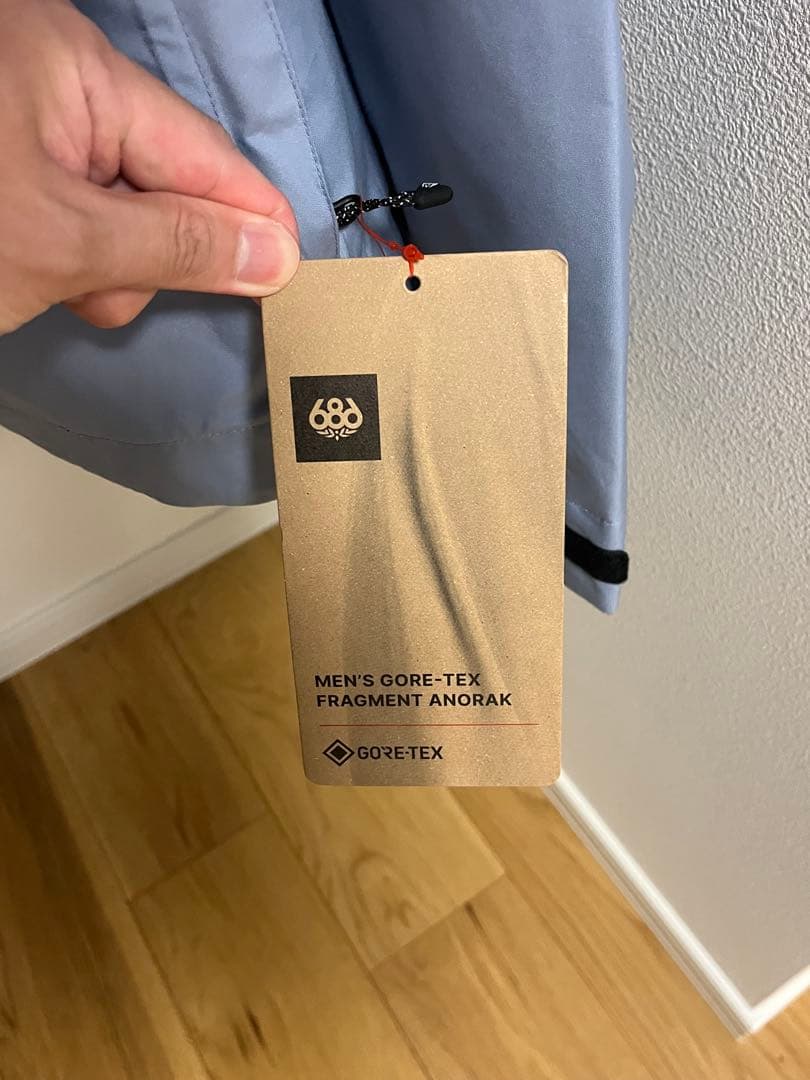 686
MEN'S GORE-TEX
FRAGMENT ANORAK
GORE-TEX